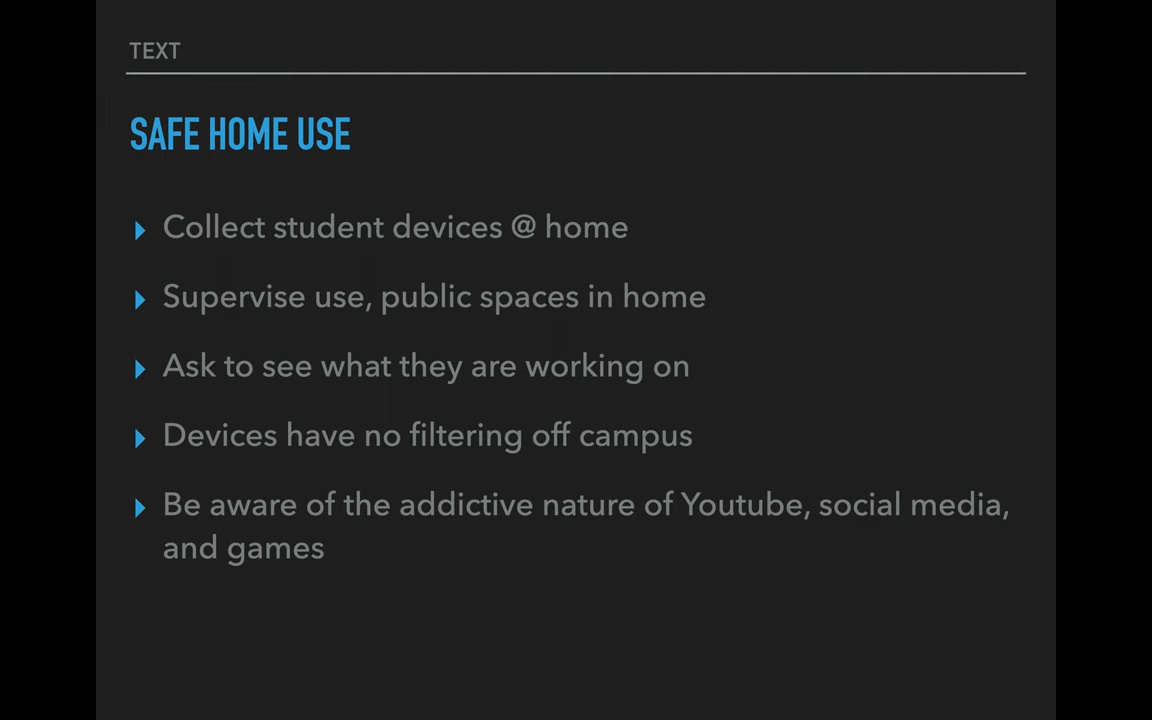 TEXT
SAFE HOME USE
Collect student devices @ home
Supervise use, public spaces in home
Ask to see what they are working on
Devices have no filtering off campus
Be aware of the addictive nature of Youtube, social media,
and games